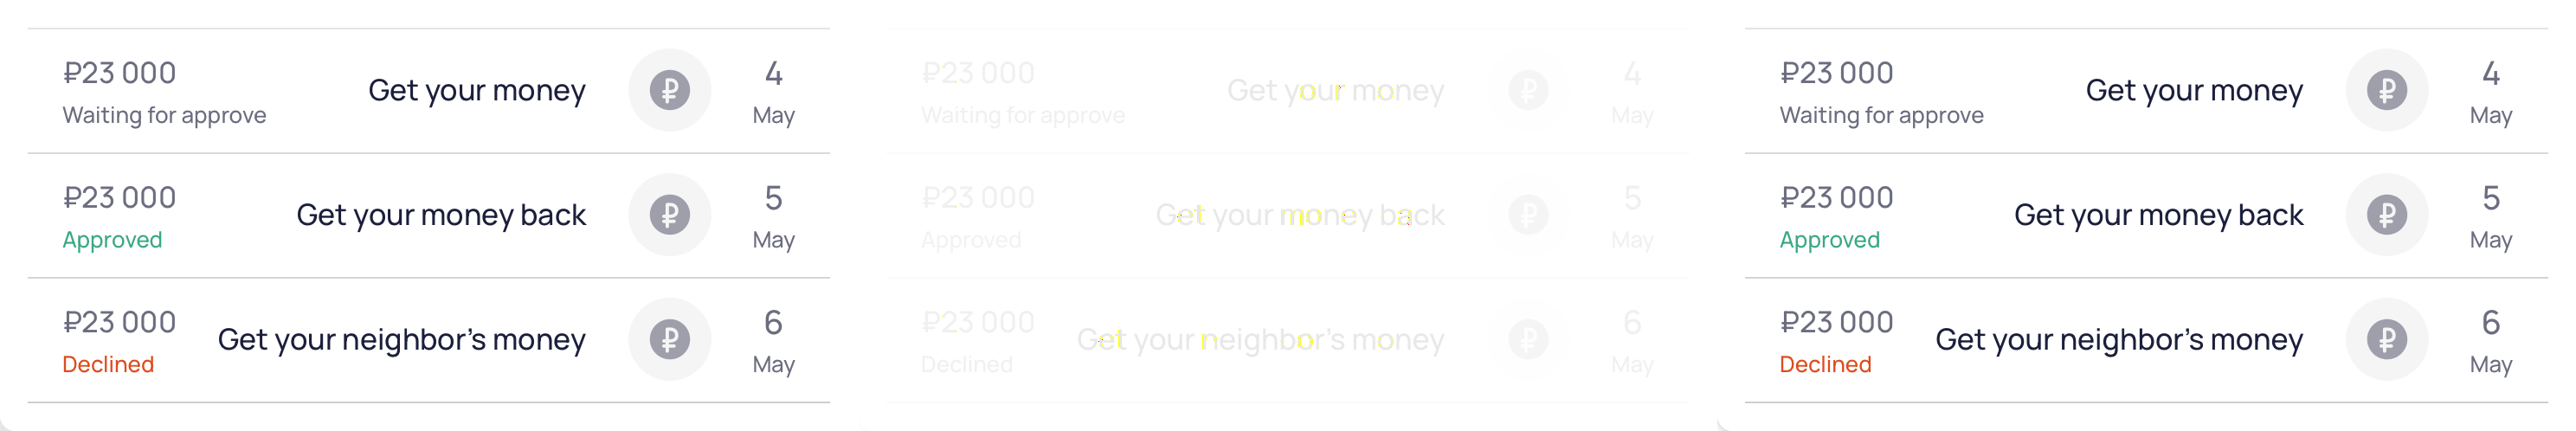 ₽23 000 Get your money ₽ 4
Waiting for approve May
₽23 000 Get your money back ₽ 5
Approved May
₽23 000 Get your neighbor's money ₽ 6
Declined May
₽23 000 Get your money ₽ 4
Waiting for approve May
₽23 000 Get your money back ₽ 5
Approved May
₽23 000 Get your neighbor's money ₽ 6
Declined May
₽23 000 Get your money ₽ 4
Waiting for approve May
₽23 000 Get your money back ₽ 5
Approved May
₽23 000 Get your neighbor's money ₽ 6
Declined May